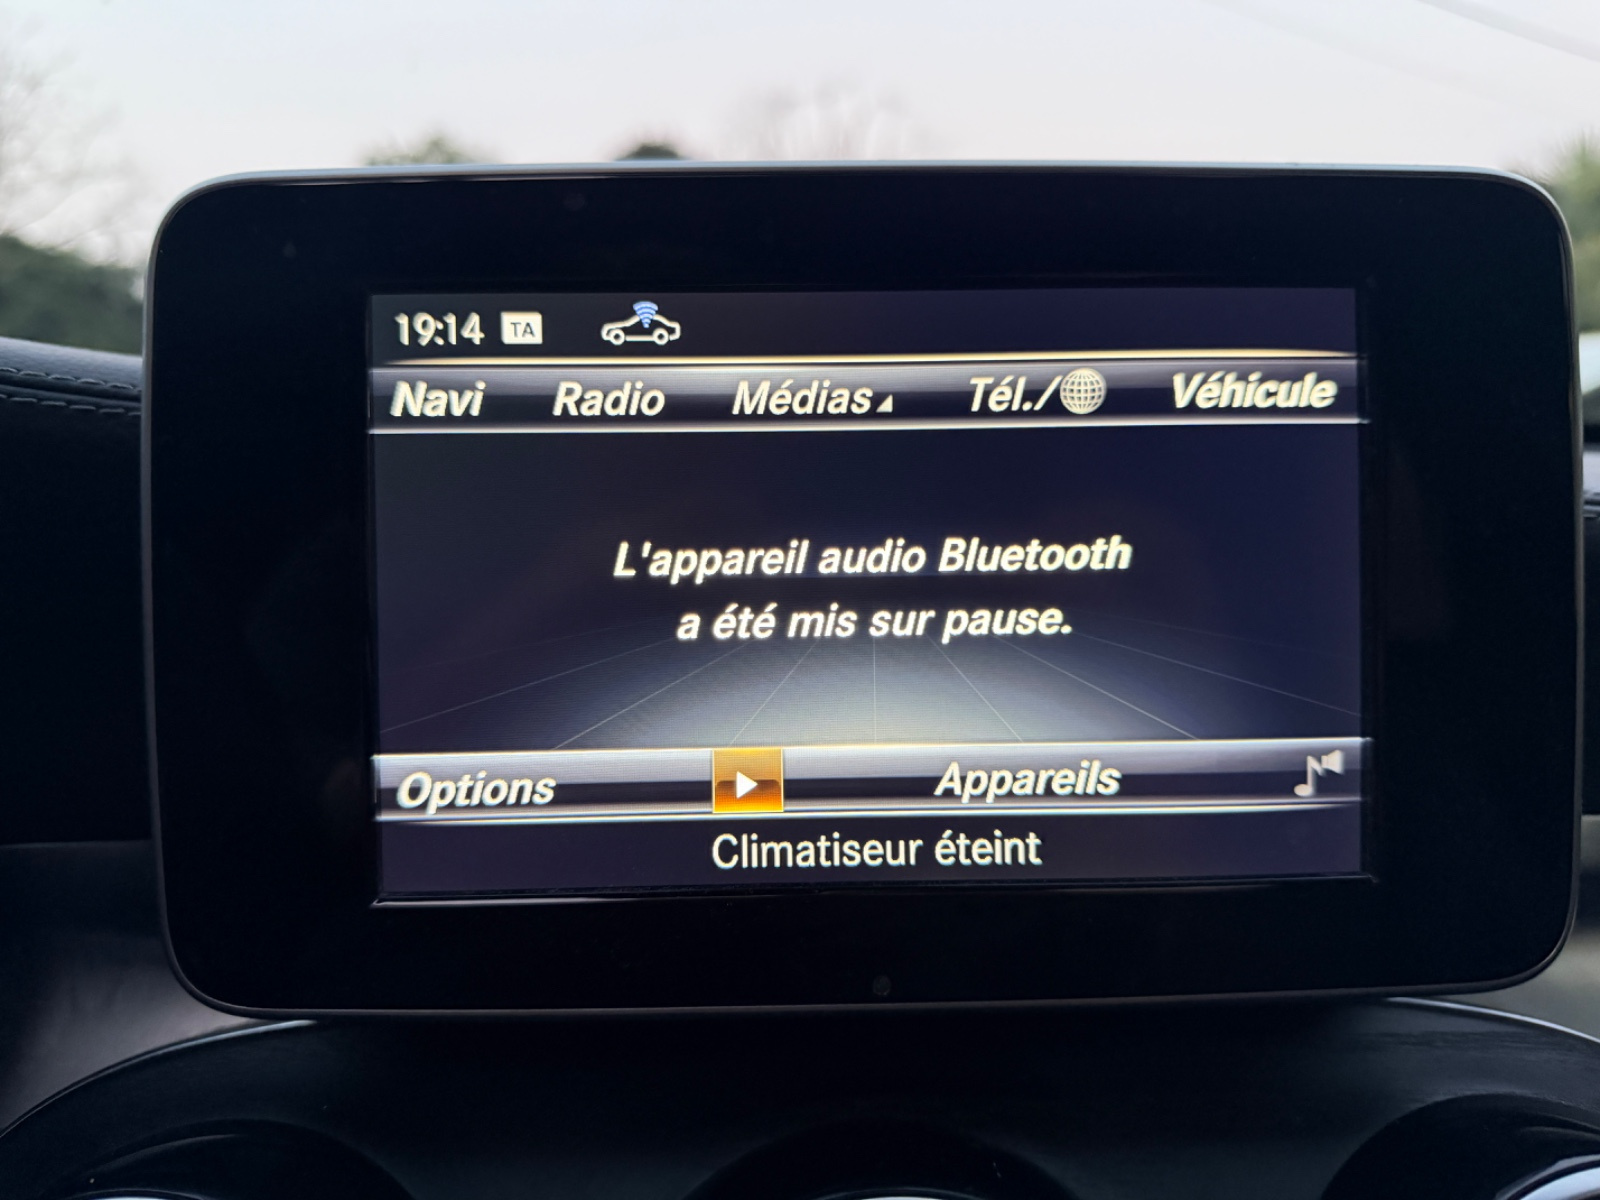 19:14 TA
Navi Radio Médias Tél./ Véhicule
L'appareil audio Bluetooth
a été mis sur pause.
Options Appareils
Climatiseur éteint